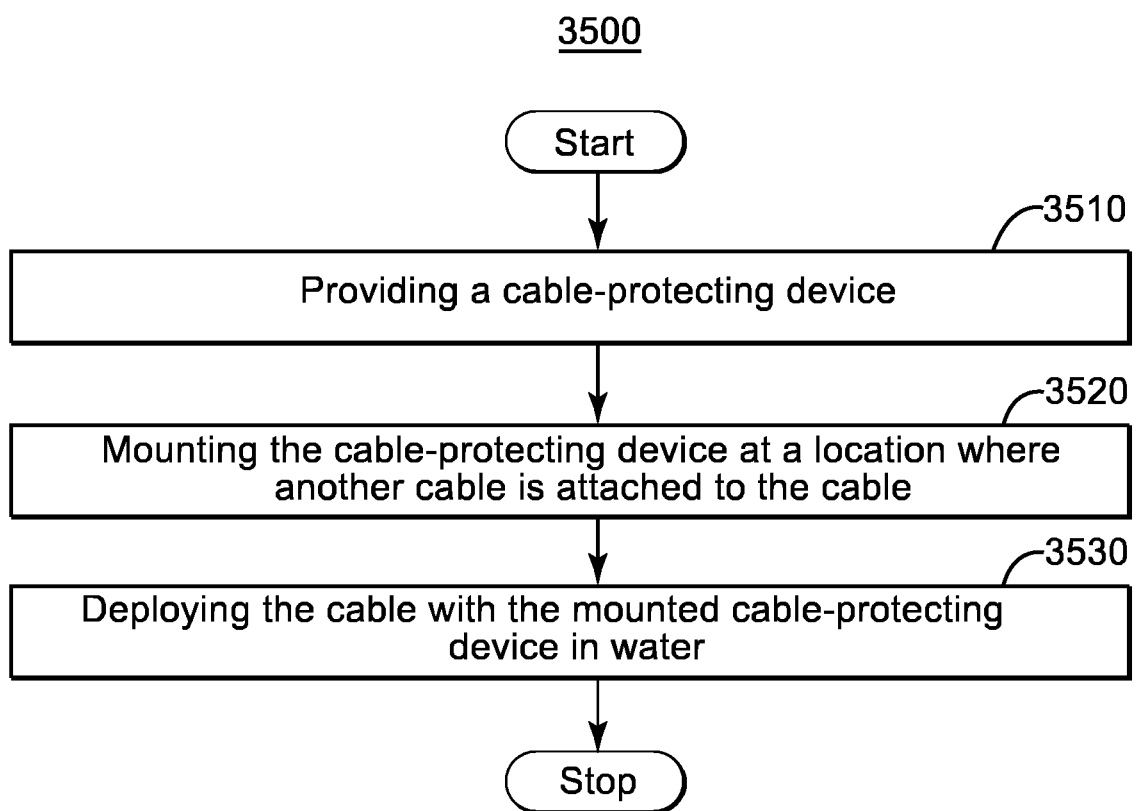 3500
Start
3510
Providing a cable-protecting device
3520
Mounting the cable-protecting device at a location where
another cable is attached to the cable
3530
Deploying the cable with the mounted cable-protecting
device in water
Stop